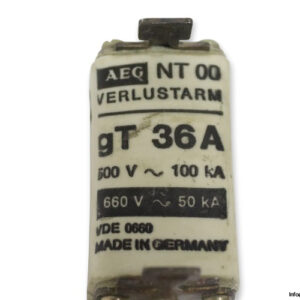 AEG NT 00
VERLUSTARM
gT 36A
500 V ~ 100 kA
660 V ~ 50 kA
VDE 0660
MADE IN GERMANY